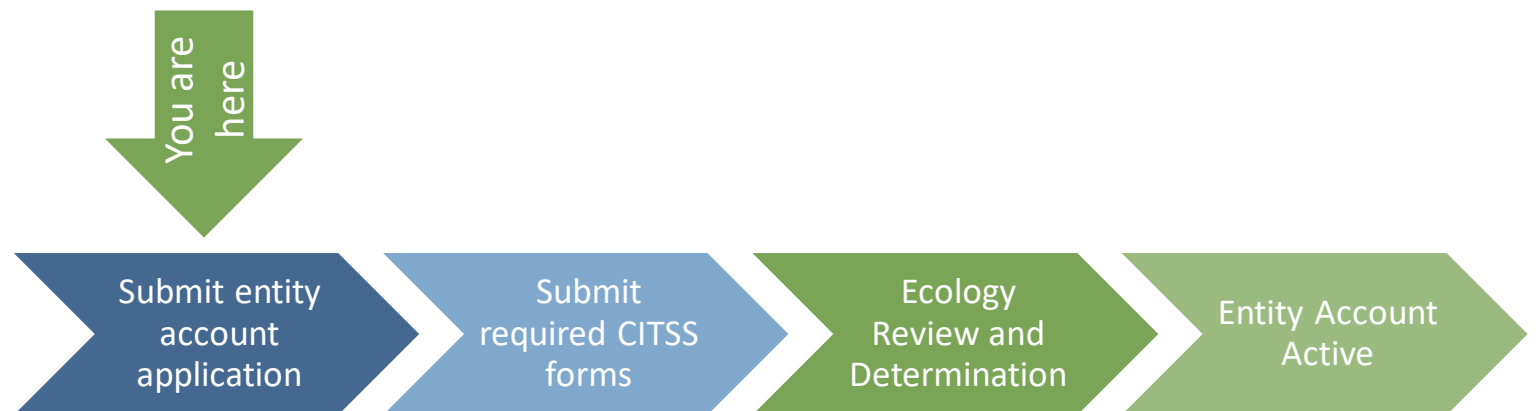 You are
here
Submit entity
account
application
Submit
required CITSS
forms
Ecology
Review and
Determination
Entity Account
Active